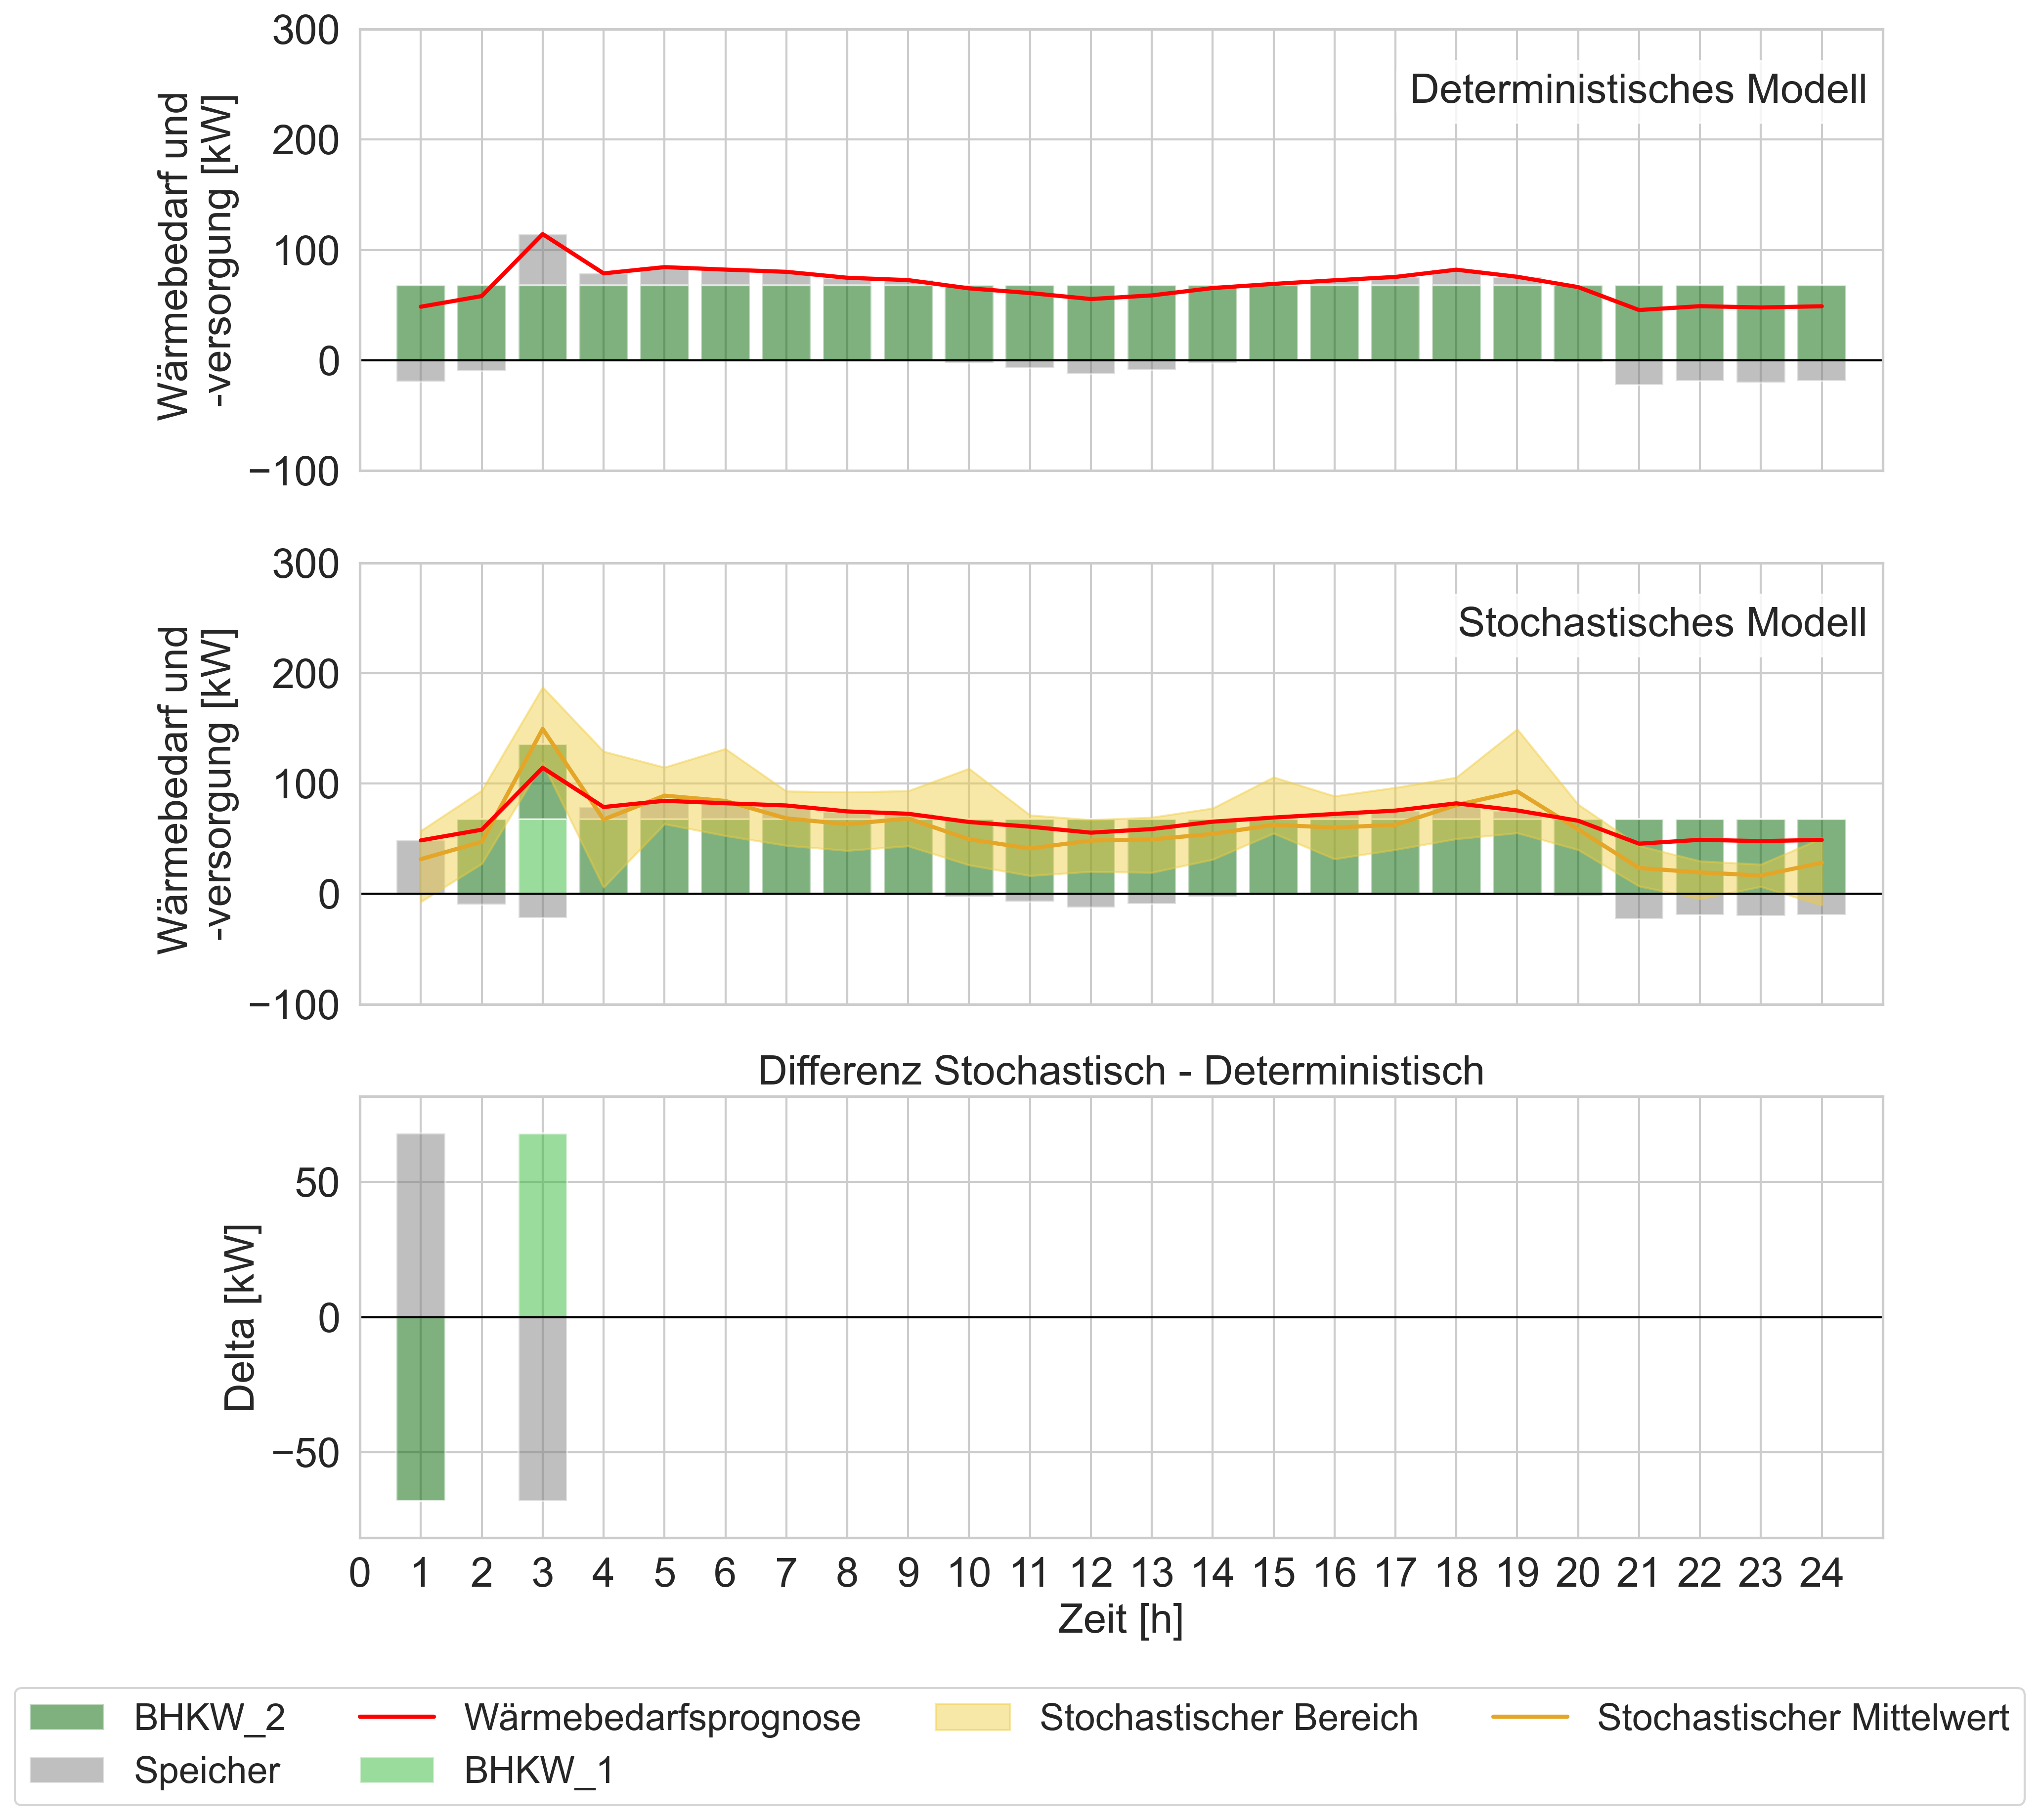 Wärmebedarf und
-versorgung [kW]
300
200
100
0
−100
Deterministisches Modell
Wärmebedarf und
-versorgung [kW]
300
200
100
0
−100
Stochastisches Modell
Differenz Stochastisch - Deterministisch
Delta [kW]
50
0
−50
0 1 2 3 4 5 6 7 8 9 10 11 12 13 14 15 16 17 18 19 20 21 22 23 24
Zeit [h]
BHKW_2 Wärmebedarfsprognose Stochastischer Bereich Stochastischer Mittelwert
Speicher BHKW_1